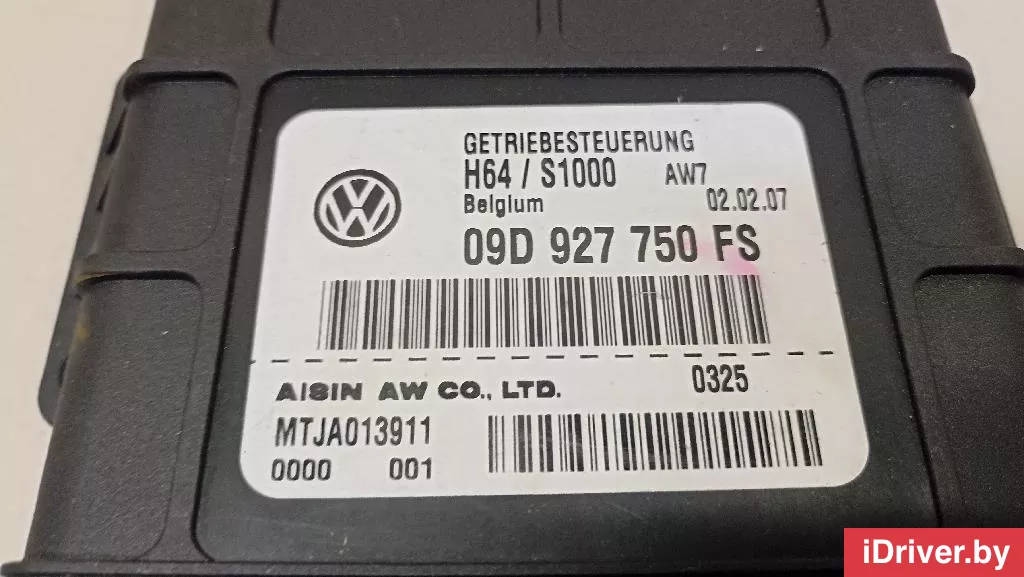 GETRIEBESTEUERUNG
H64 / S1000 AW7
Belgium 02.02.07
09D 927 750 FS
AISIN AW CO., LTD. 0325
MTJA013911
0000 001
iDriver.by